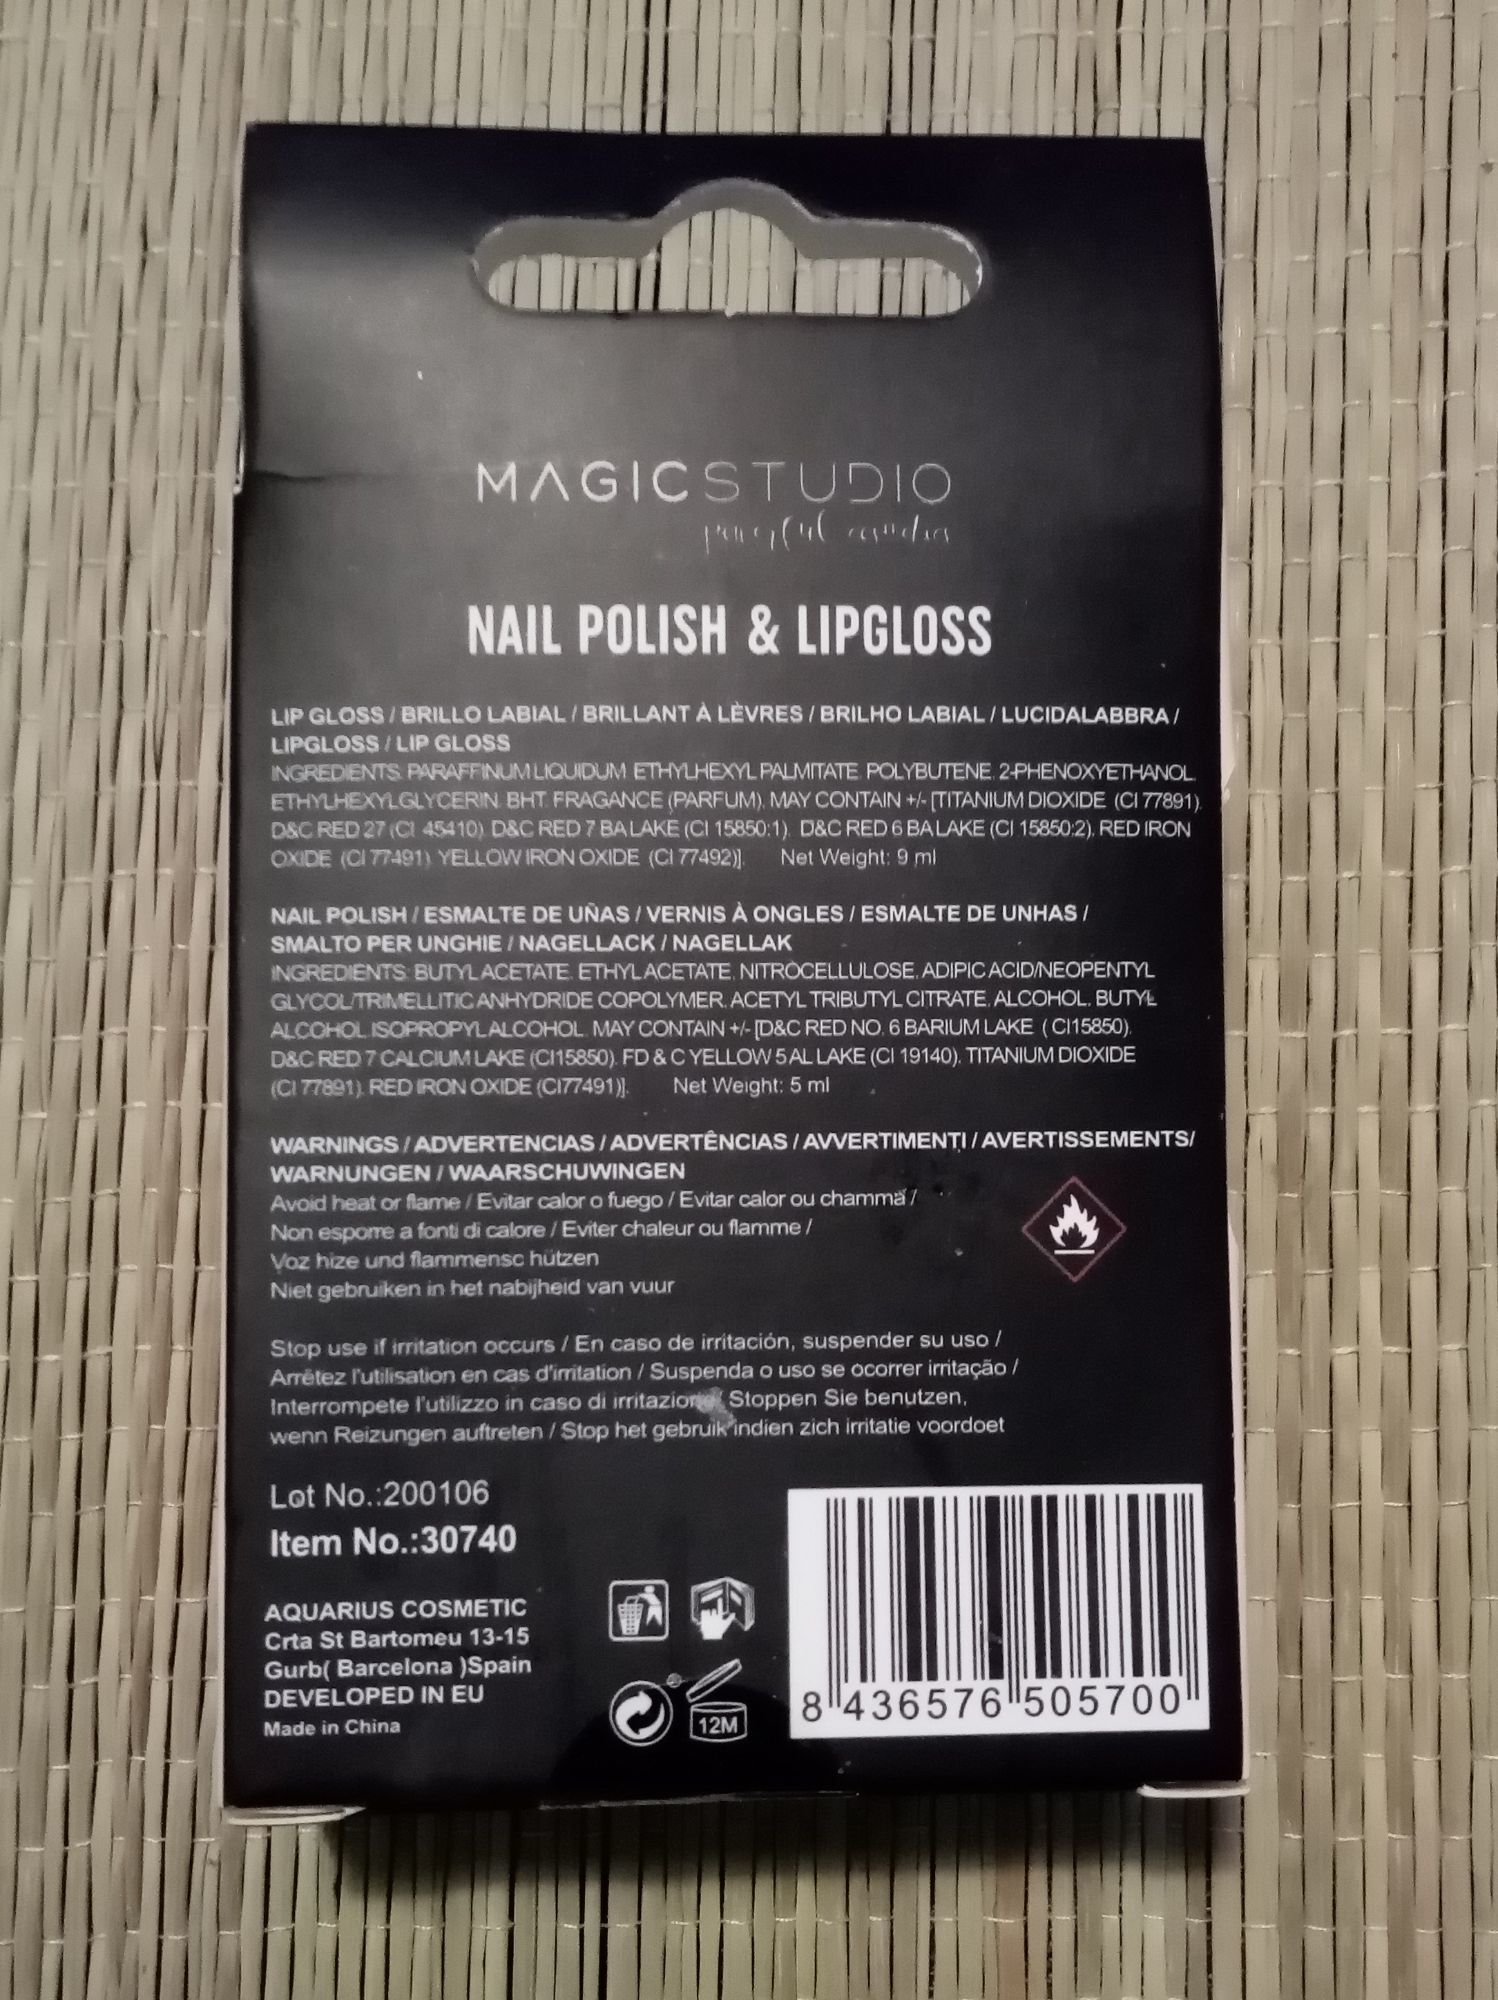 MAGICSTUDIO
NAIL POLISH & LIPGLOSS
LIP GLOSS / BRILLO LABIAL / BRILLANT À LÈVRES / BRILHO LABIAL / LUCIDALABBRA /
LIPGLOSS / LIP GLOSS
INGREDIENTS: PARAFFINUM LIQUIDUM, ETHYLHEXYL PALMITATE, POLYBUTENE, 2-PHENOXYETHANOL,
ETHYLHEXYLGLYCERIN, BHT, FRAGANCE (PARFUM), MAY CONTAIN +/- [TITANIUM DIOXIDE (CI 77891),
D&C RED 27 (CI 45410), D&C RED 7 BA LAKE (CI 15850:1), D&C RED 6 BA LAKE (CI 15850:2), RED IRON
OXIDE (CI 77491), YELLOW IRON OXIDE (CI 77492)]. Net Weight: 9 ml
NAIL POLISH / ESMALTE DE UÑAS / VERNIS À ONGLES / ESMALTE DE UNHAS /
SMALTO PER UNGHIE / NAGELLACK / NAGELLAK
INGREDIENTS: BUTYL ACETATE, ETHYL ACETATE, NITROCELLULOSE, ADIPIC ACID/NEOPENTYL
GLYCOL/TRIMELLITIC ANHYDRIDE COPOLYMER, ACETYL TRIBUTYL CITRATE, ALCOHOL, BUTYL
ALCOHOL, ISOPROPYL ALCOHOL. MAY CONTAIN +/- [D&C RED NO. 6 BARIUM LAKE ( CI15850),
D&C RED 7 CALCIUM LAKE (CI15850), FD & C YELLOW 5 AL LAKE (CI 19140), TITANIUM DIOXIDE
(CI 77891), RED IRON OXIDE (CI77491)]. Net Weight: 5 ml
WARNINGS / ADVERTENCIAS / ADVERTÊNCIAS / AVVERTIMENTI / AVERTISSEMENTS/
WARNUNGEN / WAARSCHUWINGEN
Avoid heat or flame / Evitar calor o fuego / Evitar calor ou chamma /
Non esporre a fonti di calore / Eviter chaleur ou flamme /
Voz hize und flammensc hützen
Niet gebruiken in het nabijheid van vuur
Stop use if irritation occurs / En caso de irritación, suspender su uso /
Arrêtez l'utilisation en cas d'irritation / Suspenda o uso se ocorrer irritação /
Interrompete l'utilizzo in caso di irritazione / Stoppen Sie benutzen,
wenn Reizungen auftreten / Stop het gebruik indien zich irritatie voordoet
Lot No.:200106
Item No.:30740
AQUARIUS COSMETIC
Crta St Bartomeu 13-15
Gurb( Barcelona )Spain
DEVELOPED IN EU
Made in China
12M
8 436576 505700